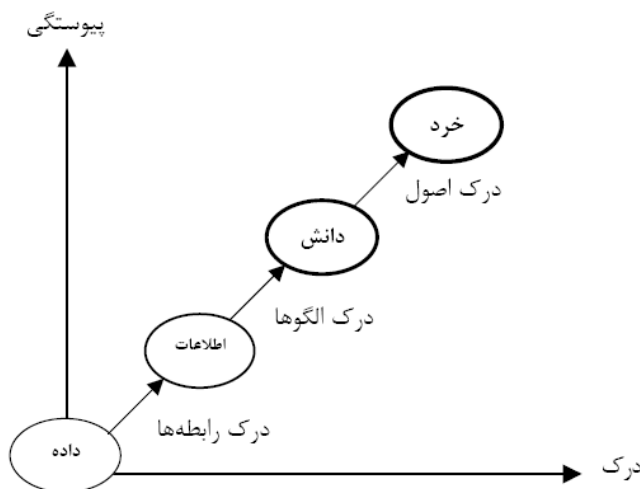 پیوستگی
خرد
درک اصول
دانش
درک الگوها
اطلاعات
درک رابطه‌ها
داده
درک